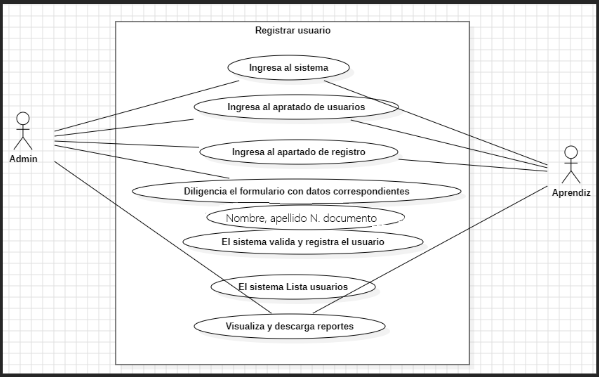 Registrar usuario
Ingresa al sistema
Ingresa al apratado de usuarios
Ingresa al apartado de registro
Admin
Aprendiz
Diligencia el formulario con datos correspondientes
Nombre, apellido N. documento
El sistema valida y registra el usuario
El sistema Lista usuarios
Visualiza y descarga reportes